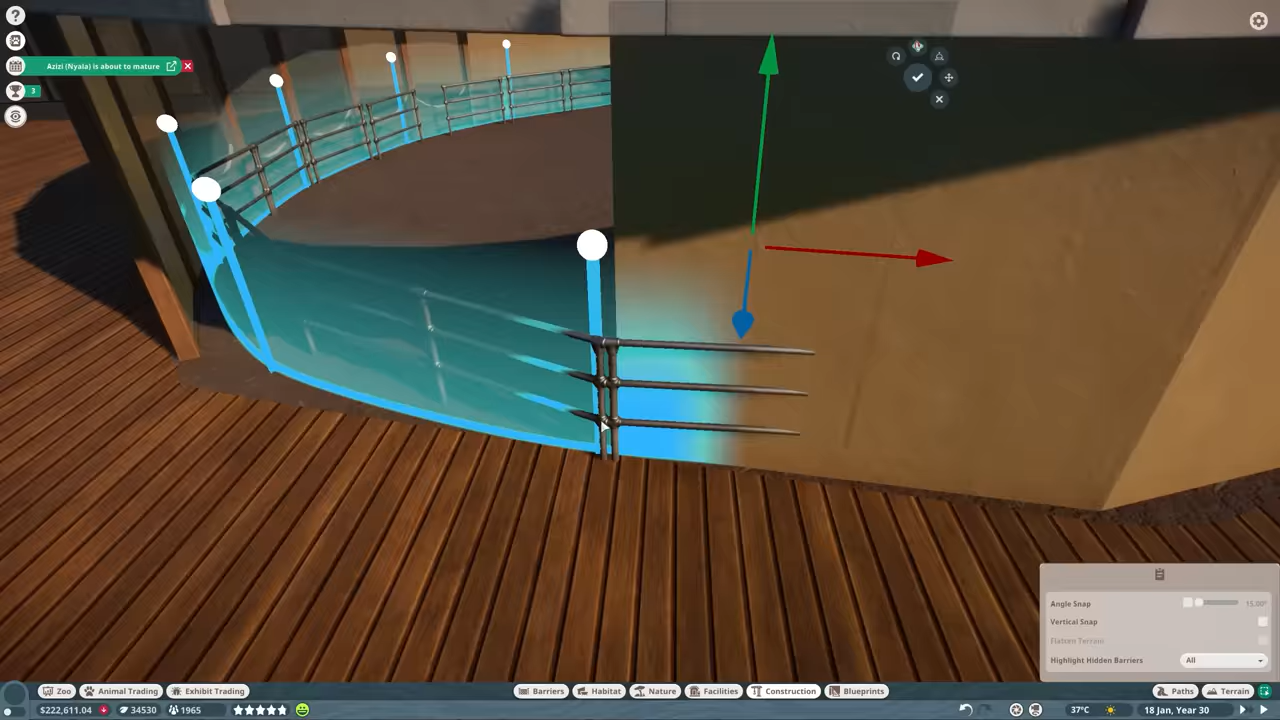 ?
Azizi (Nyala) is about to mature
3
Angle Snap 15.00°
Vertical Snap
Flatten Terrain
Highlight Hidden Barriers All
Zoo Animal Trading Exhibit Trading Barriers Habitat Nature Facilities Construction Blueprints Paths Terrain
$222,611.04 34530 1965 37°C 18 Jan, Year 30